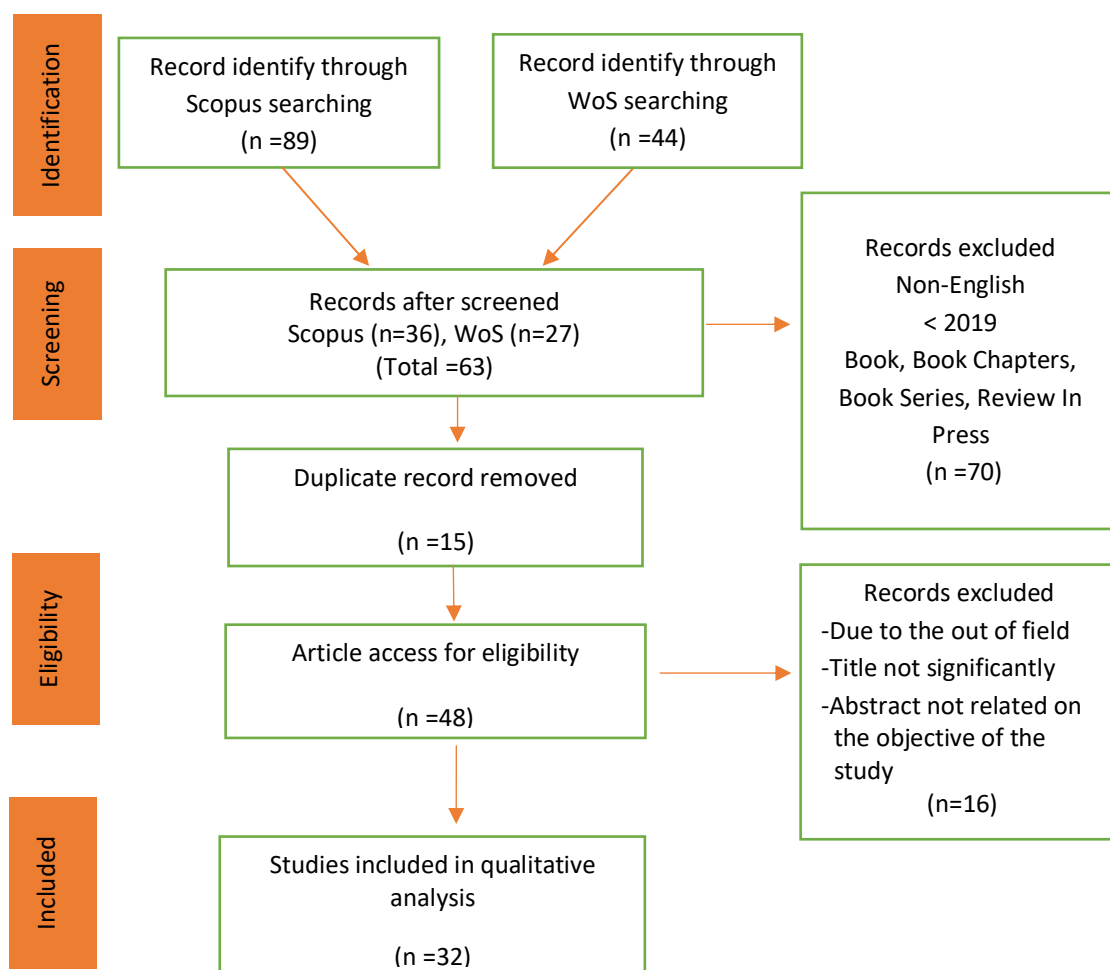 Identification
Record identify through
Scopus searching
(n =89)
Record identify through
WoS searching
(n =44)
Screening
Records after screened
Scopus (n=36), WoS (n=27)
(Total =63)
Records excluded
Non-English
< 2019
Book, Book Chapters,
Book Series, Review In
Press
(n =70)
Duplicate record removed
(n =15)
Eligibility
Article access for eligibility
(n =48)
Records excluded
-Due to the out of field
-Title not significantly
-Abstract not related on
the objective of the
study
(n=16)
Included
Studies included in qualitative
analysis
(n =32)